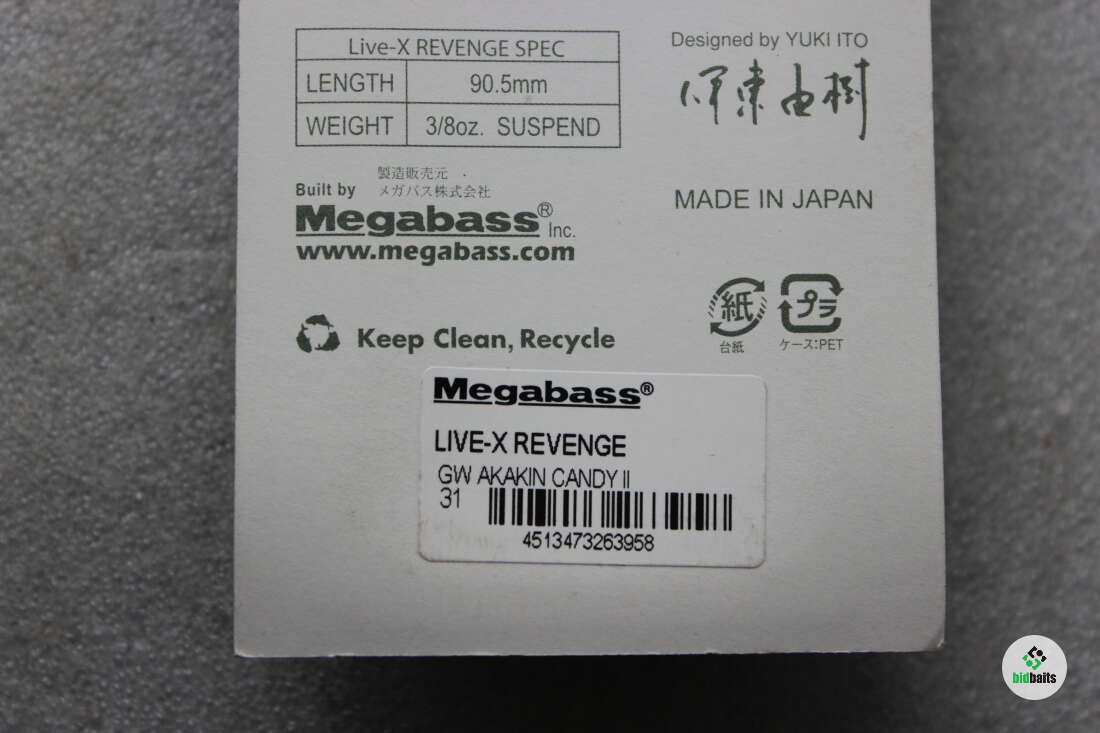 Live-X REVENGE SPEC
LENGTH 90.5mm
WEIGHT 3/8oz. SUSPEND
Designed by YUKI ITO
伊東由樹
製造販売元
Built by メガバス株式会社
Megabass® Inc.
www.megabass.com
MADE IN JAPAN
紙 プラ
台紙 ケース:PET
Keep Clean, Recycle
Megabass®
LIVE-X REVENGE
GW AKAKIN CANDY II
31
4513473263958
bidbaits